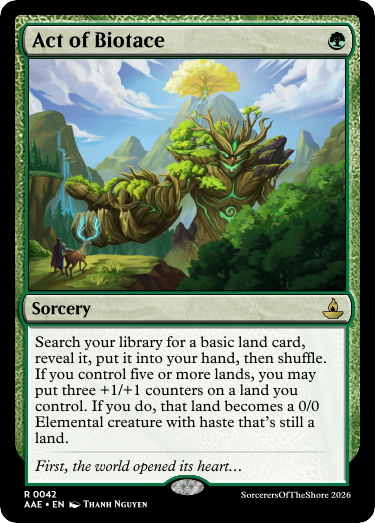 Act of Biotace
Sorcery
Search your library for a basic land card,
reveal it, put it into your hand, then shuffle.
If you control five or more lands, you may
put three +1/+1 counters on a land you
control. If you do, that land becomes a 0/0
Elemental creature with haste that's still a
land.
First, the world opened its heart…
R 0042
AAE • EN Thanh Nguyen
SorcerersOfTheShore 2026